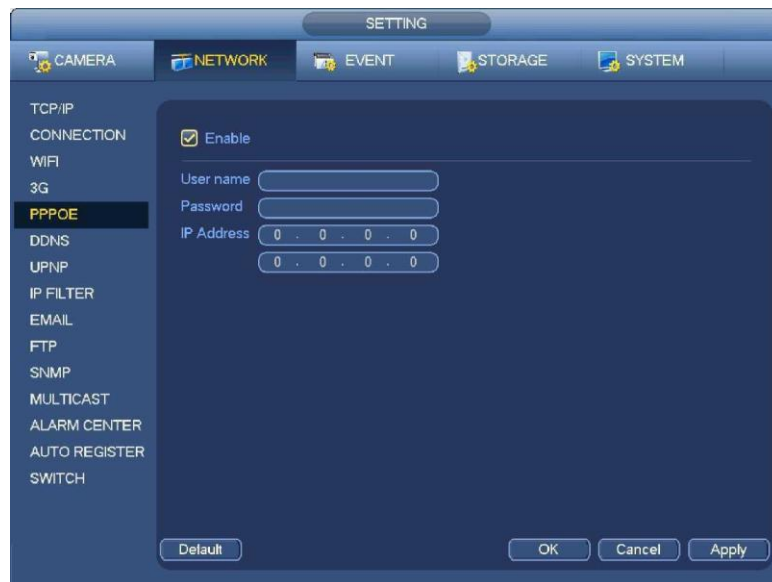 SETTING
CAMERA NETWORK EVENT STORAGE SYSTEM
TCP/IP
CONNECTION
WIFI
3G
PPPOE
DDNS
UPNP
IP FILTER
EMAIL
FTP
SNMP
MULTICAST
ALARM CENTER
AUTO REGISTER
SWITCH
Enable
User name
Password
IP Address 0 . 0 . 0 . 0
0 . 0 . 0 . 0
Default OK Cancel Apply